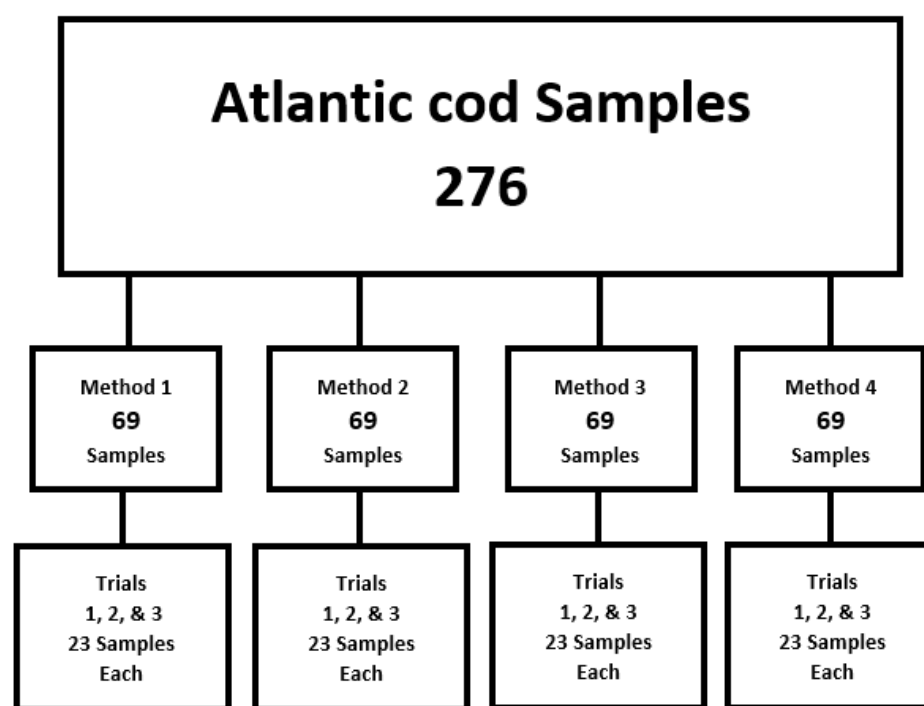 Atlantic cod Samples
276
Method 1
69
Samples
Method 2
69
Samples
Method 3
69
Samples
Method 4
69
Samples
Trials
1, 2, & 3
23 Samples
Each
Trials
1, 2, & 3
23 Samples
Each
Trials
1, 2, & 3
23 Samples
Each
Trials
1, 2, & 3
23 Samples
Each